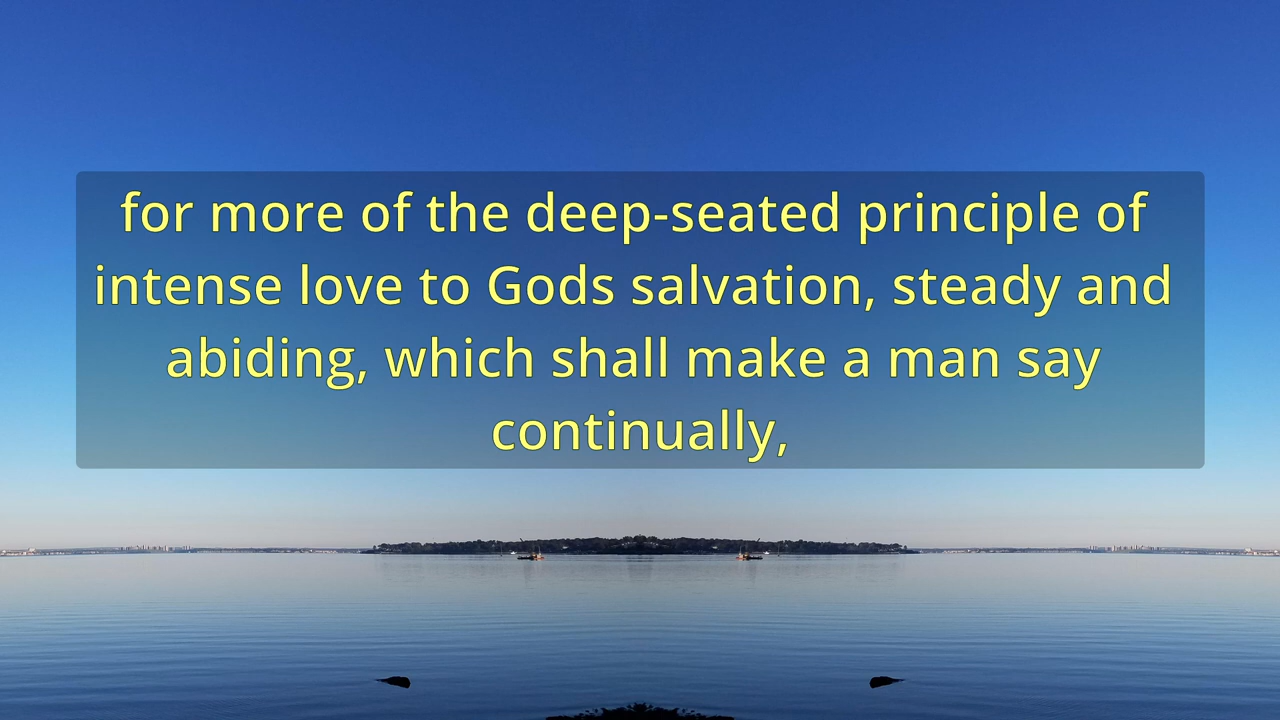 for more of the deep-seated principle of
intense love to Gods salvation, steady and
abiding, which shall make a man say
continually,